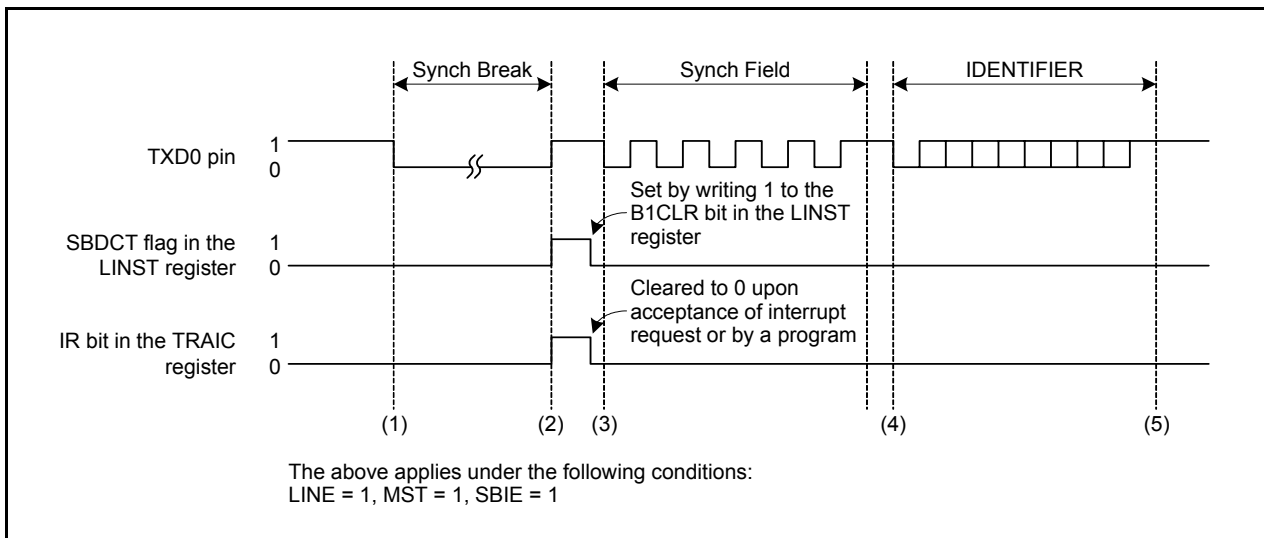 Synch Break Synch Field IDENTIFIER
TXD0 pin 1
0
Set by writing 1 to the
B1CLR bit in the LINST
register
SBDCT flag in the
LINST register
1
0
Cleared to 0 upon
acceptance of interrupt
request or by a program
IR bit in the TRAIC
register
1
0
(1) (2) (3) (4) (5)
The above applies under the following conditions:
LINE = 1, MST = 1, SBIE = 1